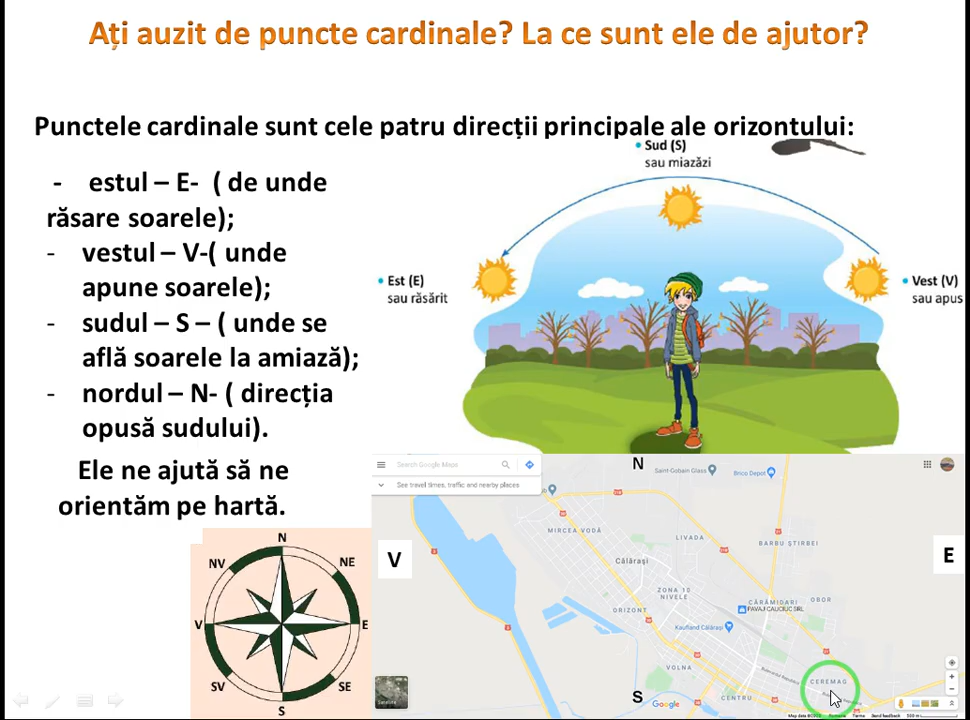 Ați auzit de puncte cardinale? La ce sunt ele de ajutor?
Punctele cardinale sunt cele patru direcții principale ale orizontului:
- estul – E- ( de unde
răsare soarele);
- vestul – V-( unde
apune soarele);
- sudul – S – ( unde se
află soarele la amiază);
- nordul – N- ( direcția
opusă sudului).
Ele ne ajută să ne
orientăm pe hartă.
• Sud (S)
sau miazăzi
• Est (E)
sau răsărit
• Vest (V)
sau apus
N
NV
NE
V
E
SV
SE
S
Search Google Maps
See travel times, traffic and nearby places
N
Saint-Gobain Glass
Brico Depot
MIRCEA VODĂ
LIVADA
BARBU ȘTIRBEI
V
E
Călărași
ZONA 10
NIVELE
CĂRĂMIDARI
OBOR
PAVAJ CAUCIUC SRL
ORIZONT
Kaufland Călărași
VOLNA
CEREMAG
CENTRU
S
Google
Satellite
Map data ©2021 Romania Terms Send feedback 500 m